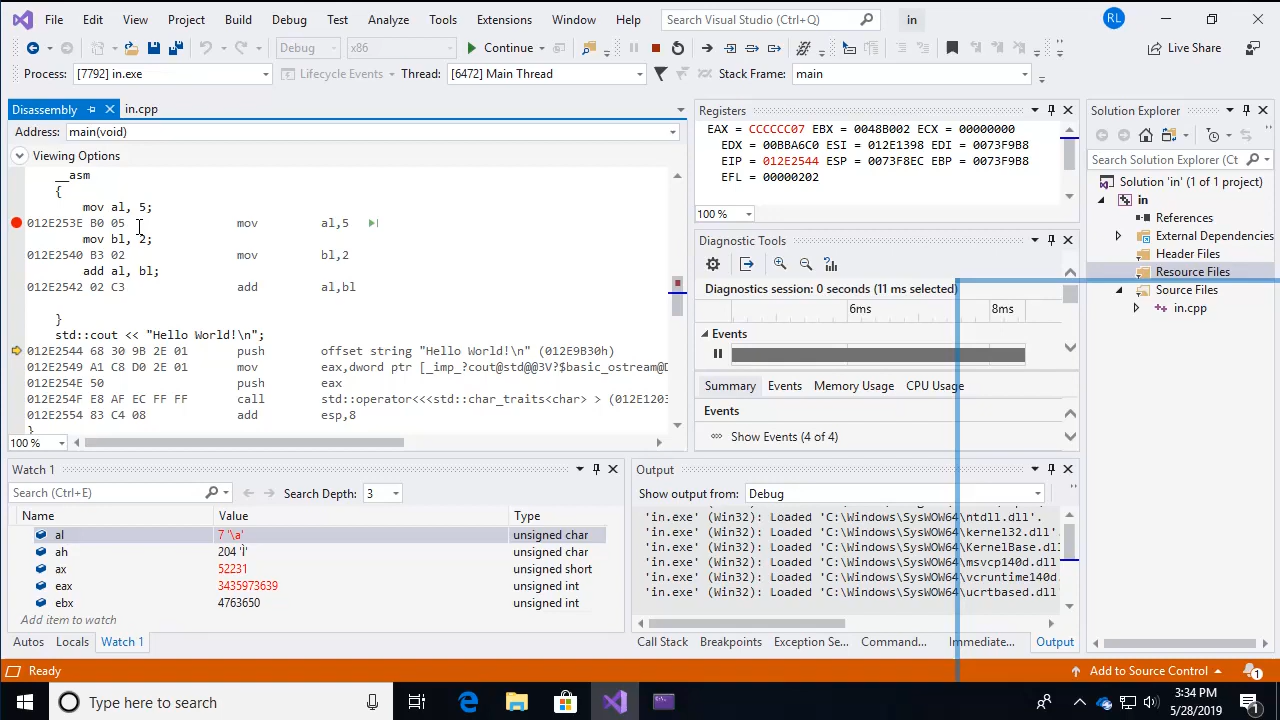 File Edit View Project Build Debug Test Analyze Tools Extensions Window Help Search Visual Studio (Ctrl+Q) in RL
Debug x86 Continue Live Share
Process: [7792] in.exe Lifecycle Events Thread: [6472] Main Thread Stack Frame: main
Disassembly in.cpp
Address: main(void)
Viewing Options
__asm
{
mov al, 5;
012E253E B0 05 mov al,5
mov bl, 2;
012E2540 B3 02 mov bl,2
add al, bl;
012E2542 02 C3 add al,bl
}
std::cout << "Hello World!\n";
012E2544 68 30 9B 2E 01 push offset string "Hello World!\n" (012E9B30h)
012E2549 A1 C8 D0 2E 01 mov eax,dword ptr [_imp_?cout@std@@3V?$basic_ostream@D
012E254E 50 push eax
012E254F E8 AF EC FF FF call std::operator<<<std::char_traits<char> > (012E1203
012E2554 83 C4 08 add esp,8
}
100 %
Registers
EAX = CCCCCC07 EBX = 0048B002 ECX = 00000000
EDX = 00BBA6C0 ESI = 012E1398 EDI = 0073F9B8
EIP = 012E2544 ESP = 0073F8EC EBP = 0073F9B8
EFL = 00000202
100 %
Diagnostic Tools
Diagnostics session: 0 seconds (11 ms selected)
6ms 8ms
Events
Summary Events Memory Usage CPU Usage
Events
Show Events (4 of 4)
Solution Explorer
Search Solution Explorer (Ct
Solution 'in' (1 of 1 project)
in
References
External Dependencies
Header Files
Resource Files
Source Files
in.cpp
Watch 1
Search (Ctrl+E) Search Depth: 3
Name Value Type
al 7 '\a' unsigned char
ah 204 'Ì' unsigned char
ax 52231 unsigned short
eax 3435973639 unsigned int
ebx 4763650 unsigned int
Add item to watch
Autos Locals Watch 1
Output
Show output from: Debug
'in.exe' (Win32): Loaded 'C:\Windows\SysWOW64\ntdll.dll'.
'in.exe' (Win32): Loaded 'C:\Windows\SysWOW64\kernel32.dll'.
'in.exe' (Win32): Loaded 'C:\Windows\SysWOW64\KernelBase.dll
'in.exe' (Win32): Loaded 'C:\Windows\SysWOW64\msvcp140d.dll
'in.exe' (Win32): Loaded 'C:\Windows\SysWOW64\vcruntime140d.
'in.exe' (Win32): Loaded 'C:\Windows\SysWOW64\ucrtbased.dll
Call Stack Breakpoints Exception Se... Command... Immediate... Output
Ready Add to Source Control 1
Type here to search
3:34 PM
5/28/2019
1